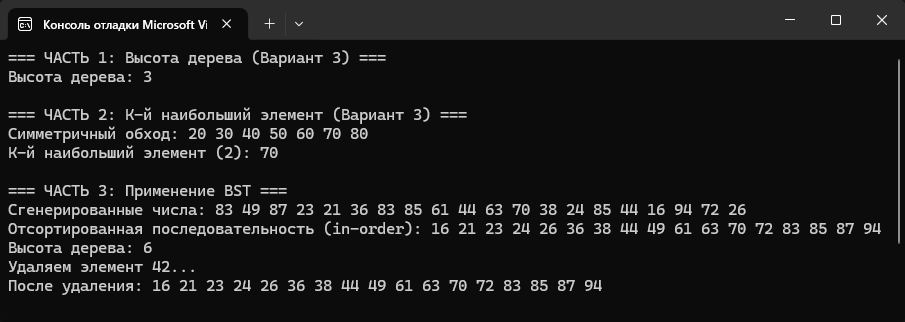 Консоль отладки Microsoft Vi
=== ЧАСТЬ 1: Высота дерева (Вариант 3) ===
Высота дерева: 3
=== ЧАСТЬ 2: К-й наибольший элемент (Вариант 3) ===
Симметричный обход: 20 30 40 50 60 70 80
К-й наибольший элемент (2): 70
=== ЧАСТЬ 3: Применение BST ===
Сгенерированные числа: 83 49 87 23 21 36 83 85 61 44 63 70 38 24 85 44 16 94 72 26
Отсортированная последовательность (in-order): 16 21 23 24 26 36 38 44 49 61 63 70 72 83 85 87 94
Высота дерева: 6
Удаляем элемент 42...
После удаления: 16 21 23 24 26 36 38 44 49 61 63 70 72 83 85 87 94